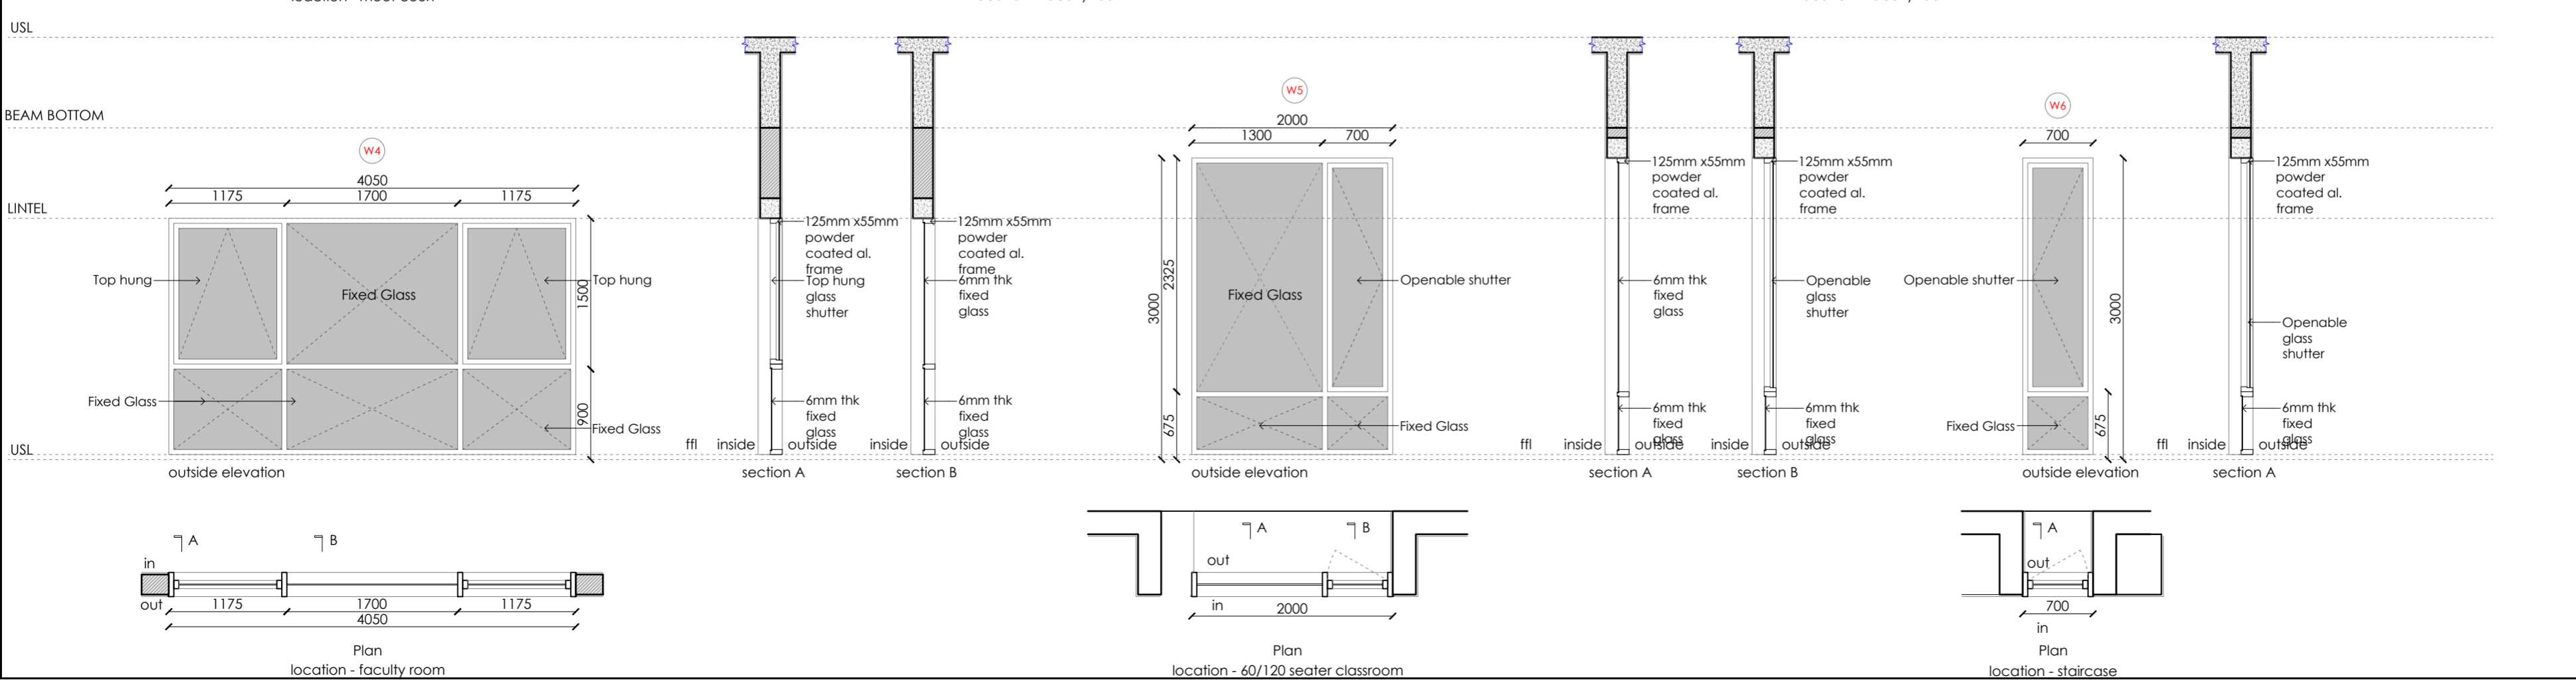 USL
BEAM BOTTOM
LINTEL
USL
W4
4050
1175 1700 1175
Top hung
Fixed Glass
Top hung
1500
Fixed Glass
900
Fixed Glass
outside elevation
125mm x55mm
powder
coated al.
frame
Top hung
glass
shutter
6mm thk
fixed
glass
ffl inside outside
section A
125mm x55mm
powder
coated al.
frame
6mm thk
fixed
glass
6mm thk
fixed
glass
inside outside
section B
A B
in
out
1175 1700 1175
4050
Plan
location - faculty room
W5
2000
1300 700
3000
2325
675
Fixed Glass
Openable shutter
Fixed Glass
outside elevation
125mm x55mm
powder
coated al.
frame
6mm thk
fixed
glass
6mm thk
fixed
glass
ffl inside outside
section A
125mm x55mm
powder
coated al.
frame
Openable
glass
shutter
6mm thk
fixed
glass
inside outside
section B
A B
out
in
2000
Plan
location - 60/120 seater classroom
W6
700
Openable shutter
3000
Fixed Glass
675
outside elevation
125mm x55mm
powder
coated al.
frame
Openable
glass
shutter
6mm thk
fixed
glass
ffl inside outside
section A
A
out
700
in
Plan
location - staircase